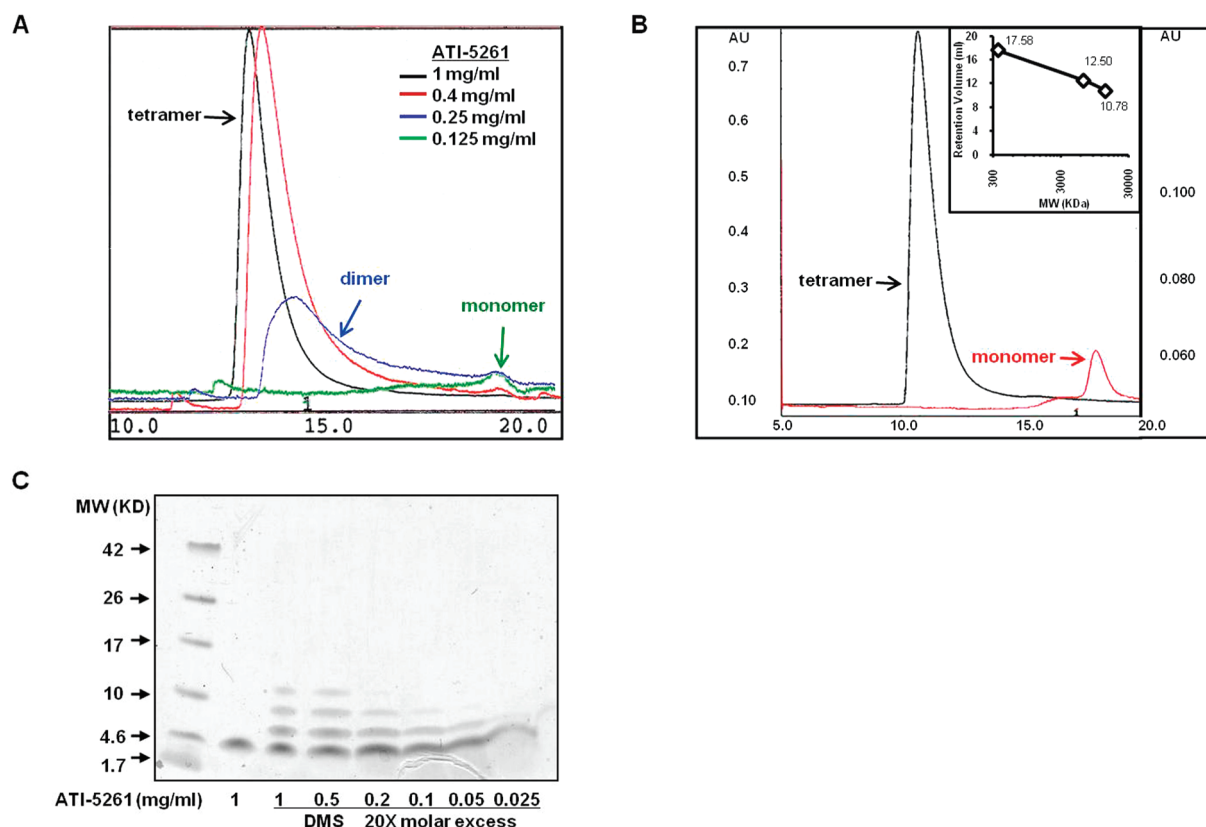 A
ATI-5261
1 mg/ml
0.4 mg/ml
0.25 mg/ml
0.125 mg/ml
tetramer
dimer
monomer
1
10.0 15.0 20.0
B
AU AU
0.7
0.6
0.5
0.4
0.3
0.2
0.10
0.100
0.080
0.060
tetramer
monomer
1
5.0 10.0 15.0 20.0
Retention Volume (ml)
20
16
12
8
4
0
17.58
12.50
10.78
300 3000 30000
MW (KDa)
C
MW (KD)
42
26
17
10
4.6
1.7
ATI-5261 (mg/ml) 1 1 0.5 0.2 0.1 0.05 0.025
DMS 20X molar excess